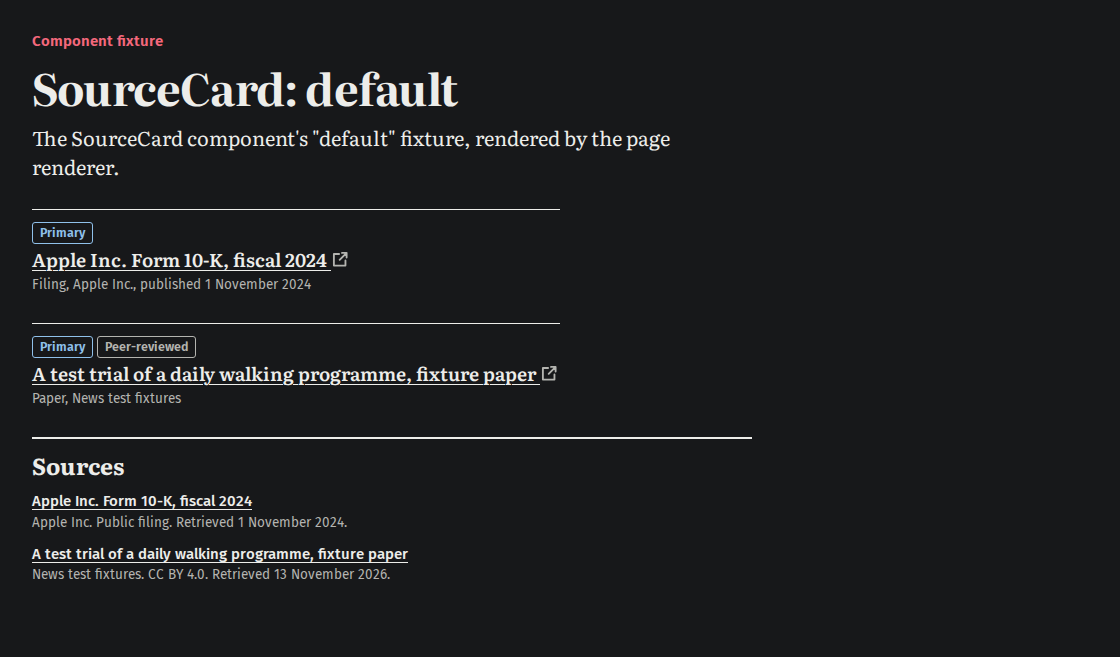 Component fixture
SourceCard: default
The SourceCard component's "default" fixture, rendered by the page
renderer.
Primary
Apple Inc. Form 10-K, fiscal 2024
Filing, Apple Inc., published 1 November 2024
Primary Peer-reviewed
A test trial of a daily walking programme, fixture paper
Paper, News test fixtures
Sources
Apple Inc. Form 10-K, fiscal 2024
Apple Inc. Public filing. Retrieved 1 November 2024.
A test trial of a daily walking programme, fixture paper
News test fixtures. CC BY 4.0. Retrieved 13 November 2026.